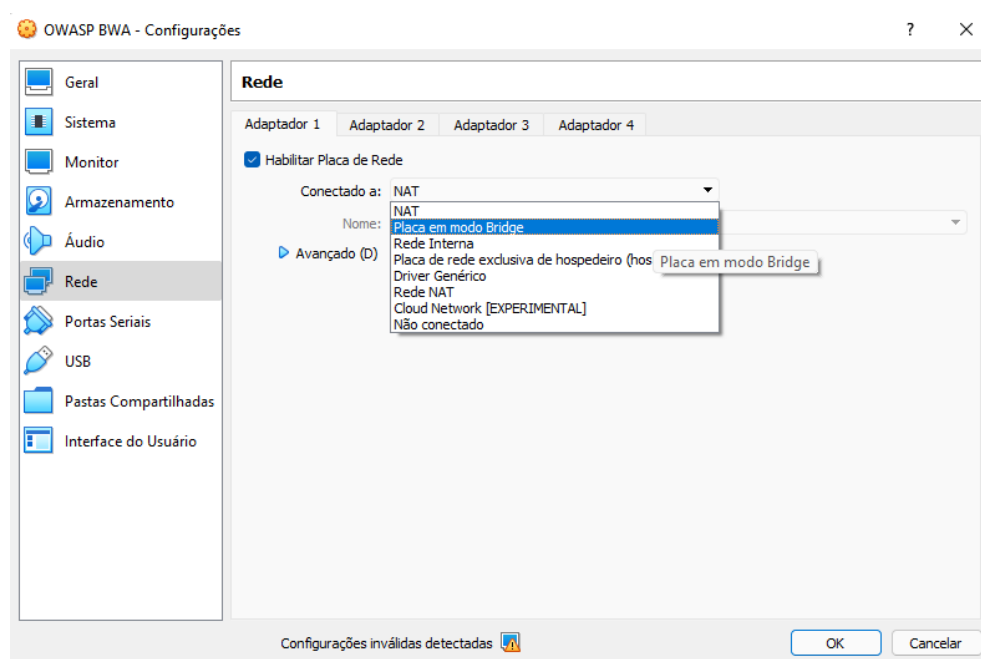 OWASP BWA - Configurações ? ×
Geral
Sistema
Monitor
Armazenamento
Áudio
Rede
Portas Seriais
USB
Pastas Compartilhadas
Interface do Usuário
Rede
Adaptador 1 Adaptador 2 Adaptador 3 Adaptador 4
Habilitar Placa de Rede
Conectado a: NAT
Nome:
Avançado (D)
NAT
Placa em modo Bridge
Rede Interna
Placa de rede exclusiva de hospedeiro (hos
Placa em modo Bridge
Driver Genérico
Rede NAT
Cloud Network [EXPERIMENTAL]
Não conectado
Configurações inválidas detectadas
OK Cancelar